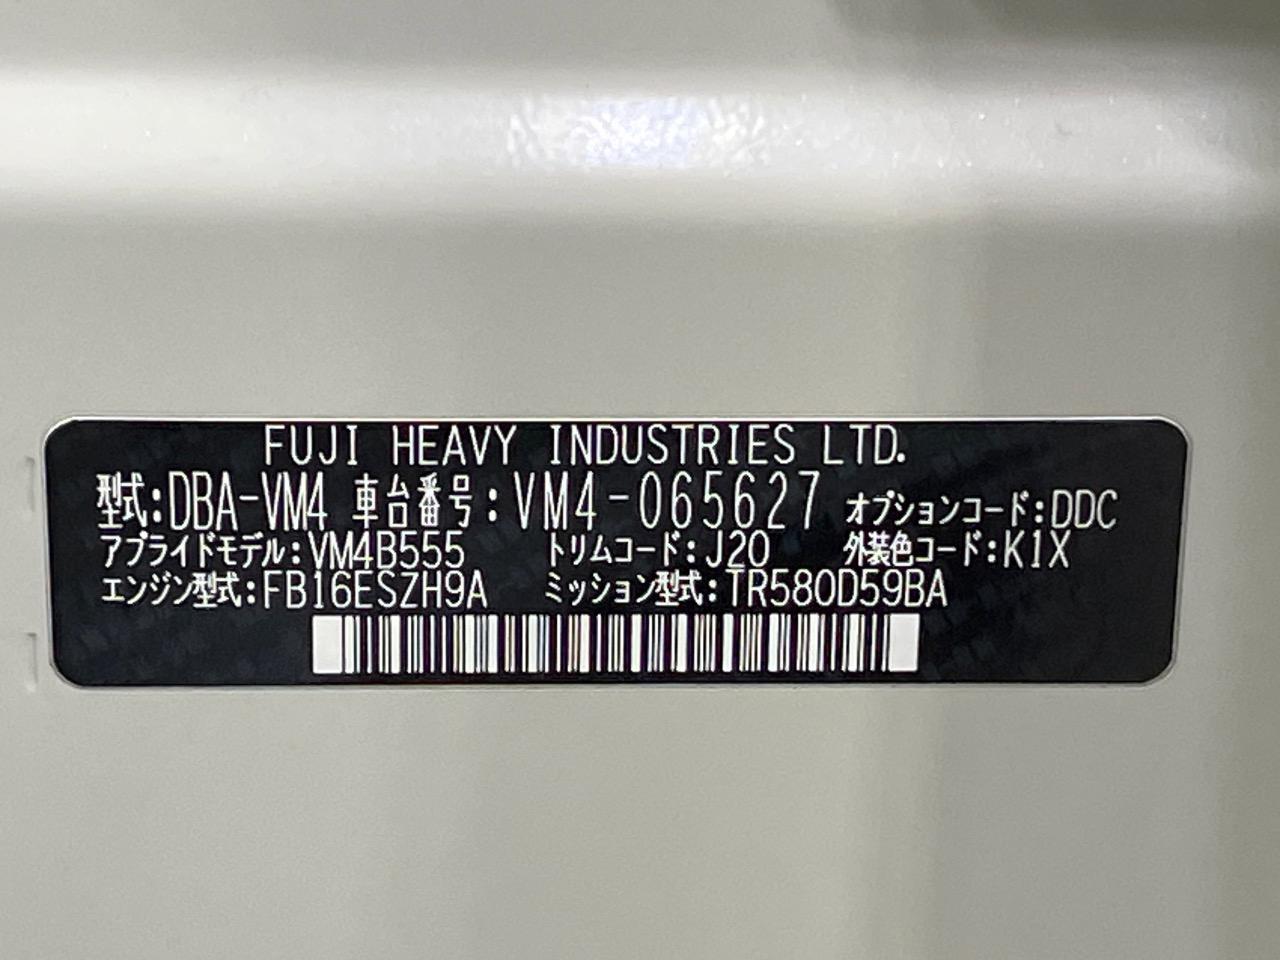 FUJI HEAVY INDUSTRIES LTD.
型式:DBA-VM4 車台番号:VM4-065627 オプションコード:DDC
アプライドモデル:VM4B555 トリムコード:J20 外装色コード:K1X
エンジン型式:FB16ESZH9A ミッション型式:TR580D59BA